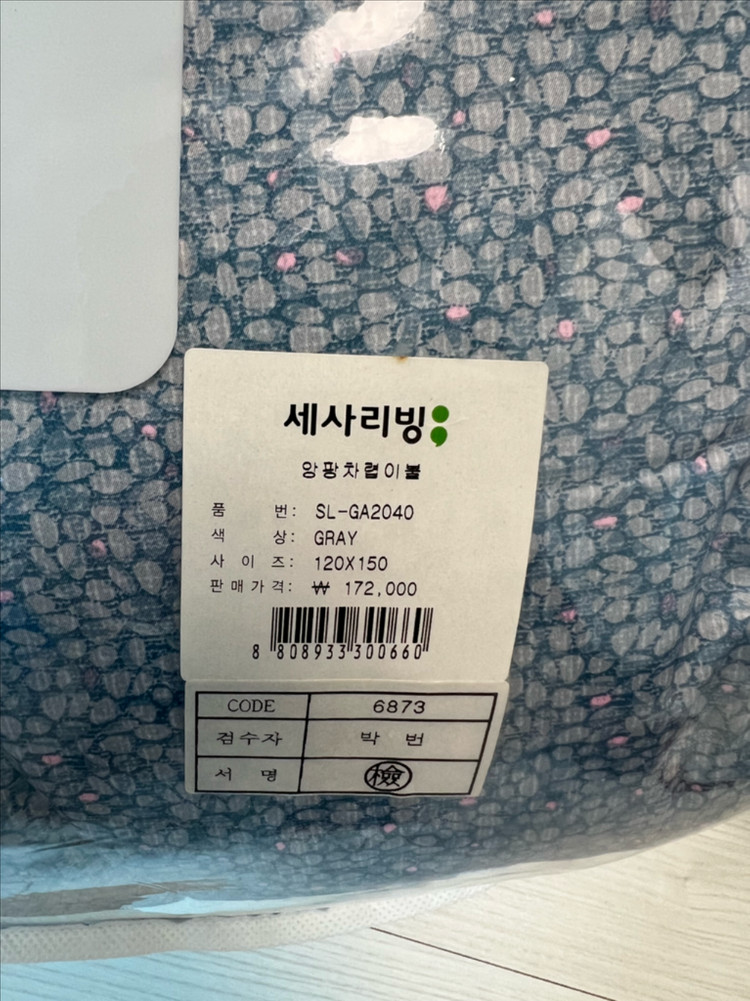 세사리빙
앙팡차렵이불
품 번: SL-GA2040
색 상: GRAY
사 이 즈: 120X150
판매가격: ₩ 172,000
8 808933 300660
CODE 6873
검수자 박 번
서 명 檢